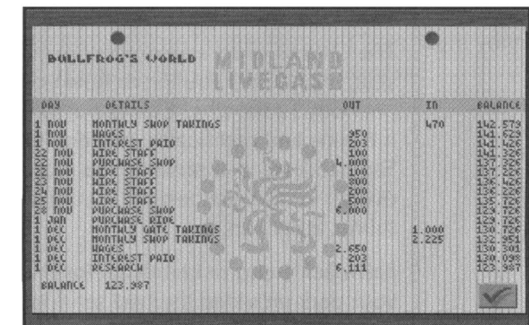 BULLFROG'S WORLD
MIDLAND
LIVECASH
DAY DETAILS OUT IN BALANCE
1 NOV MONTHLY SHOP TAKINGS 470 142.579
1 NOV WAGES 950 141.629
1 NOV INTEREST PAID 203 141.426
22 NOV HIRE STAFF 100 141.326
22 NOV PURCHASE SHOP 4.000 137.326
22 NOV HIRE STAFF 100 137.226
23 NOV HIRE STAFF 800 136.426
24 NOV HIRE STAFF 200 136.226
25 NOV HIRE STAFF 500 135.726
28 NOV PURCHASE SHOP 6.000 129.726
1 JAN PURCHASE RIDE 129.726
1 DEC MONTHLY GATE TAKINGS 1.000 130.726
1 DEC MONTHLY SHOP TAKINGS 2.225 132.951
1 DEC WAGES 2.650 130.301
1 DEC INTEREST PAID 203 130.098
1 DEC RESEARCH 6.111 123.987
BALANCE 123.987